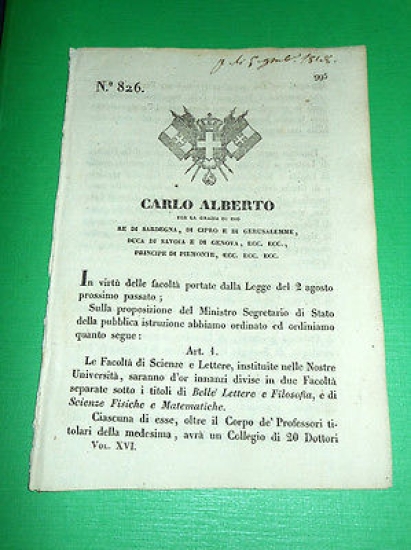 1848.
995
N.º 826.
CARLO ALBERTO
PER LA GRAZIA DI DIO
RE DI SARDEGNA, DI CIPRO E DI GERUSALEMME,
DUCA DI SAVOIA E DI GENOVA, ECC. ECC.,
PRINCIPE DI PIEMONTE, ECC. ECC. ECC.
In virtù delle facoltà portate dalla Legge del 2 agosto
prossimo passato;
Sulla proposizione del Ministro Segretario di Stato
della pubblica istruzione abbiamo ordinato ed ordiniamo
quanto segue:
Art. 1.
Le Facoltà di Scienze e Lettere, instituite nelle Nostre
Università, saranno d'or innanzi divise in due Facoltà
separate sotto i titoli di Belle Lettere e Filosofia, e di
Scienze Fisiche e Matematiche.
Ciascuna di esse, oltre il Corpo de' Professori ti-
tolari della medesima, avrà un Collegio di 20 Dottori
VOL. XVI.